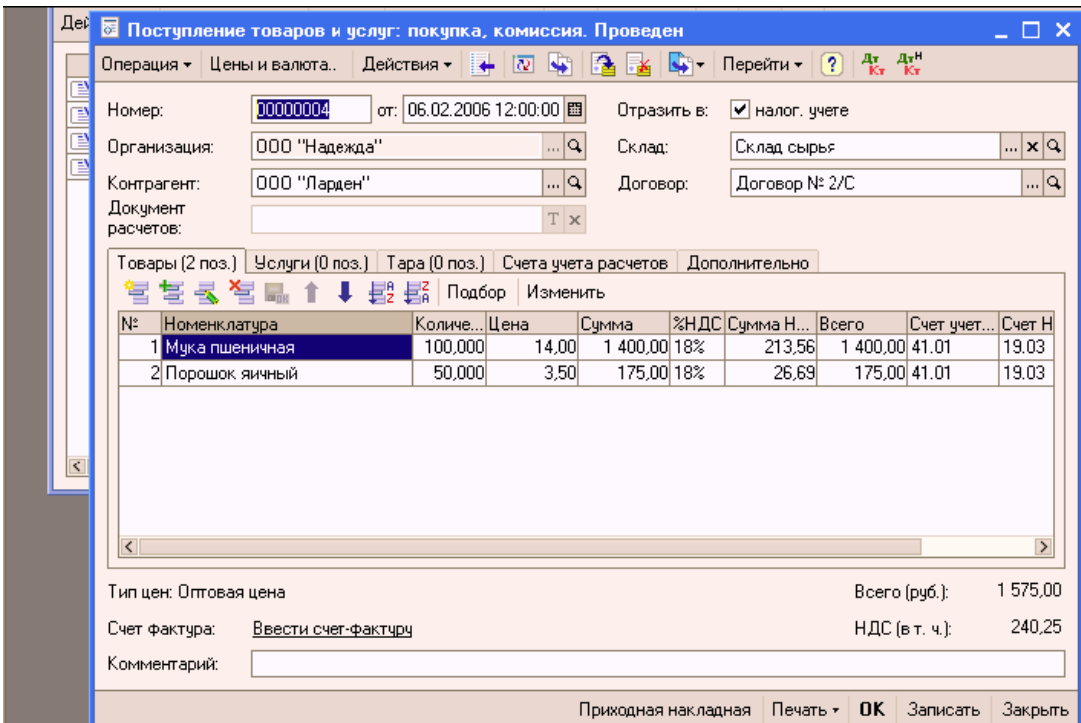 Дей
Поступление товаров и услуг: покупка, комиссия. Проведен
Операция Цены и валюта.. Действия Перейти ? Дт Кт Дт Н Кт
Номер: 00000004 от: 06.02.2006 12:00:00 Отразить в: налог. учете
Организация: ООО "Надежда" ... Склад: Склад сырья ... x
Контрагент: ООО "Ларден" ... Договор: Договор № 2/С ...
Документ
расчетов: T x
Товары (2 поз.) Услуги (0 поз.) Тара (0 поз.) Счета учета расчетов Дополнительно
Подбор Изменить
№ Номенклатура Количе... Цена Сумма %НДС Сумма Н... Всего Счет учет... Счет Н
1 Мука пшеничная 100,000 14,00 1 400,00 18% 213,56 1 400,00 41.01 19.03
2 Порошок яичный 50,000 3,50 175,00 18% 26,69 175,00 41.01 19.03
Тип цен: Оптовая цена Всего (руб.): 1 575,00
Счет фактура: Ввести счет-фактуру НДС (в т. ч.): 240,25
Комментарий:
Приходная накладная Печать OK Записать Закрыть